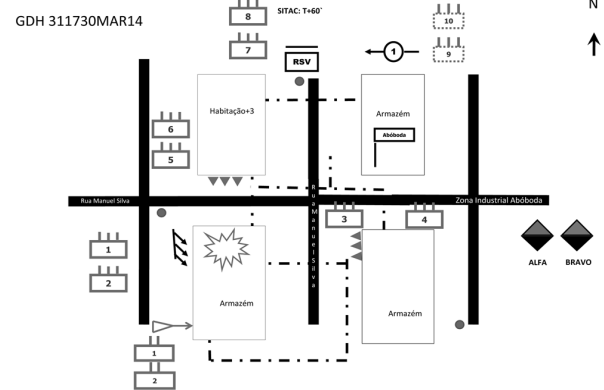 GDH 311730MAR14
8
SITAC: T+60´
10
N
7
RSV
1
9
Habitação+3
Armazém
Abóboda
6
5
Rua Manuel Silva
Rua Manuel Silva
Zona Industrial Abóboda
3
4
1
2
ALFA
BRAVO
Armazém
Armazém
1
2